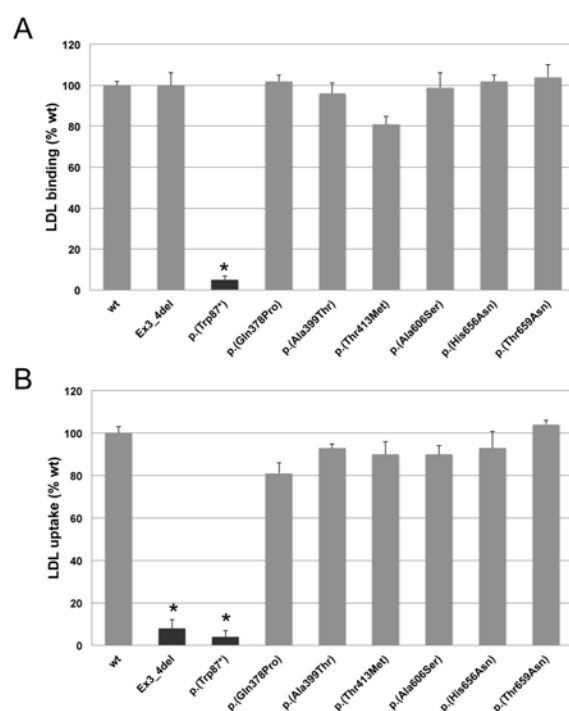 A
LDL binding (% wt)
120
100
80
60
40
20
0
*
wt
Ex3_4del
p.(Trp87*)
p.(Gln378Pro)
p.(Ala399Thr)
p.(Thr413Met)
p.(Ala606Ser)
p.(His656Asn)
p.(Thr659Asn)
B
LDL uptake (% wt)
120
100
80
60
40
20
0
*
*
wt
Ex3_4del
p.(Trp87*)
p.(Gln378Pro)
p.(Ala399Thr)
p.(Thr413Met)
p.(Ala606Ser)
p.(His656Asn)
p.(Thr659Asn)